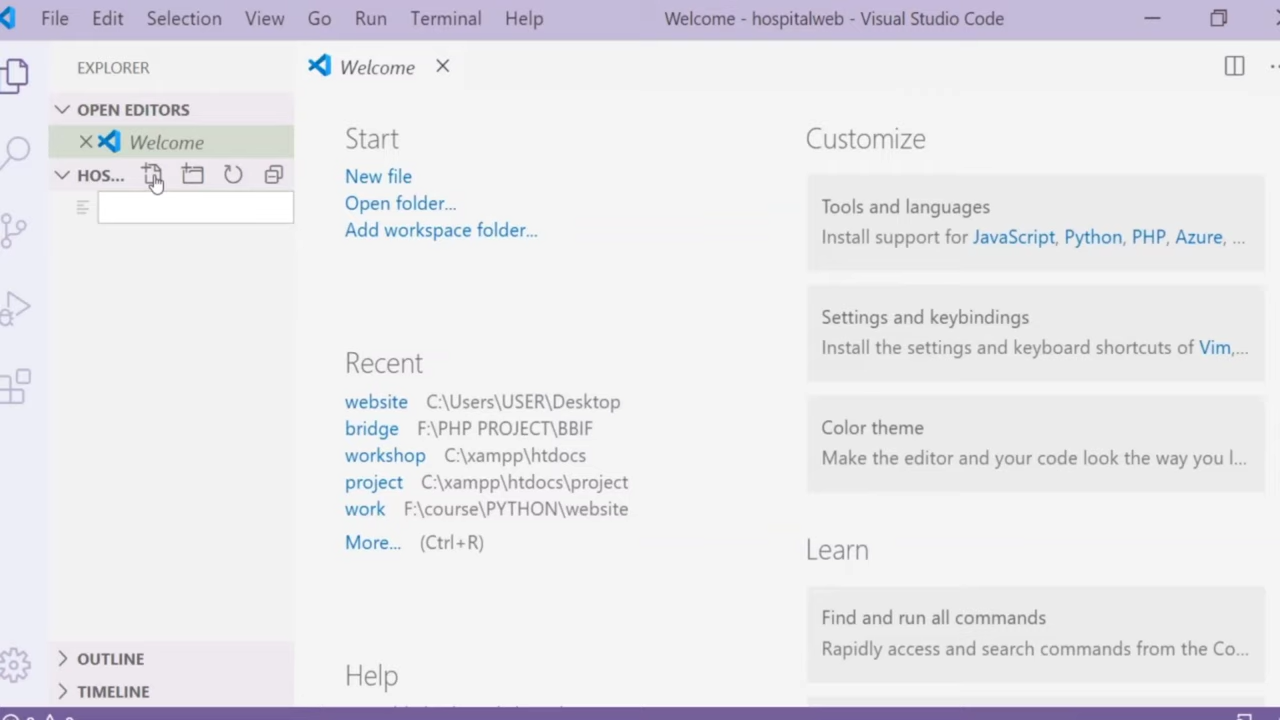 File Edit Selection View Go Run Terminal Help Welcome - hospitalweb - Visual Studio Code
EXPLORER
Welcome
OPEN EDITORS
Welcome
HOS...
Start
New file
Open folder...
Add workspace folder...
Recent
website C:\Users\USER\Desktop
bridge F:\PHP PROJECT\BBIF
workshop C:\xampp\htdocs
project C:\xampp\htdocs\project
work F:\course\PYTHON\website
More... (Ctrl+R)
Help
Customize
Tools and languages
Install support for JavaScript, Python, PHP, Azure, ...
Settings and keybindings
Install the settings and keyboard shortcuts of Vim,...
Color theme
Make the editor and your code look the way you l...
Learn
Find and run all commands
Rapidly access and search commands from the Co...
OUTLINE
TIMELINE